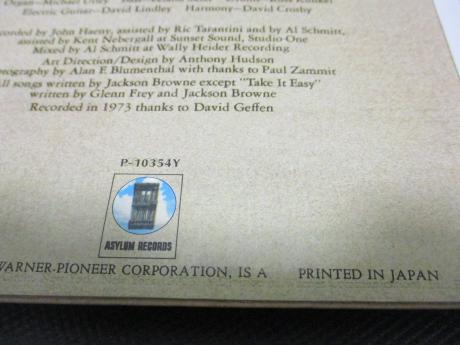 Organ—Michael Utley
Electric Guitar—David Lindley Harmony—David Crosby
ecorded by John Haeny, assisted by Ric Tarantini and by Al Schmitt,
assisted by Kent Nebergall at Sunset Sound, Studio One
Mixed by Al Schmitt at Wally Heider Recording
Art Direction/Design by Anthony Hudson
ography by Alan F. Blumenthal with thanks to Paul Zammit
All songs written by Jackson Browne except "Take It Easy"
written by Glenn Frey and Jackson Browne
Recorded in 1973 thanks to David Geffen
P-10354Y
ASYLUM RECORDS
WARNER-PIONEER CORPORATION, IS A PRINTED IN JAPAN